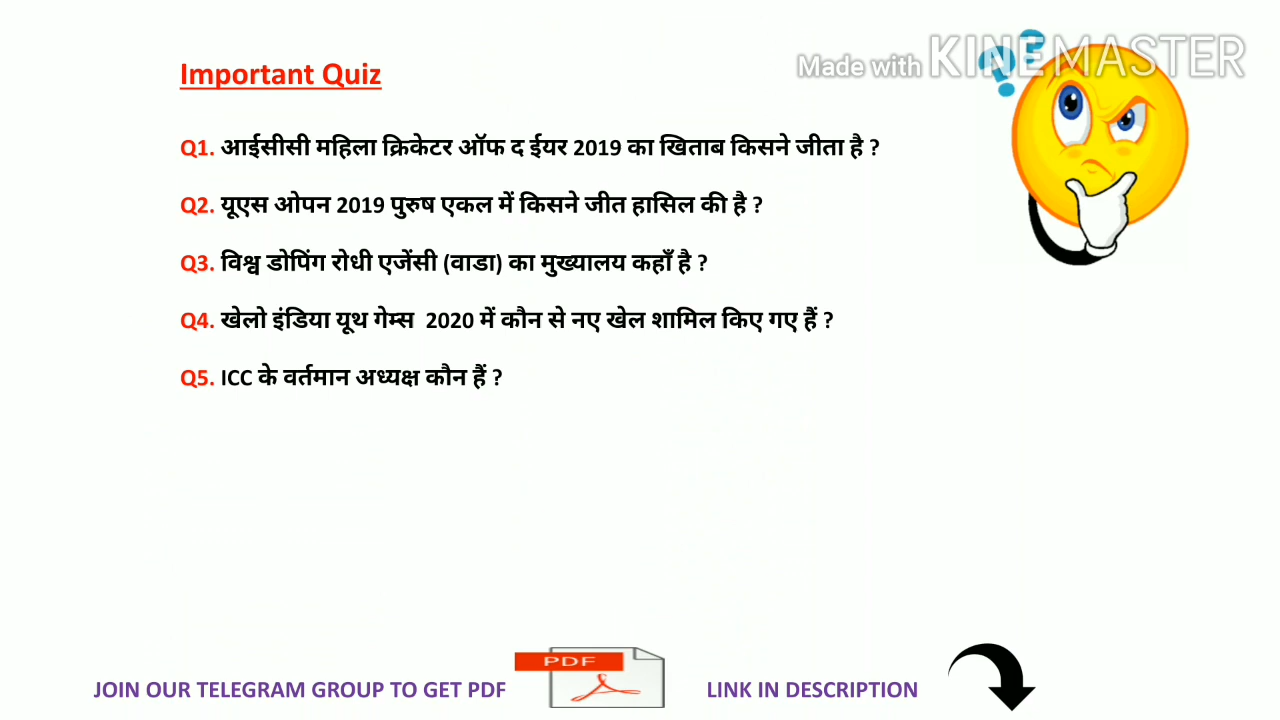 Made with KINEMASTER
Important Quiz
Q1. आईसीसी महिला क्रिकेटर ऑफ द ईयर 2019 का खिताब किसने जीता है ?
Q2. यूएस ओपन 2019 पुरुष एकल में किसने जीत हासिल की है ?
Q3. विश्व डोपिंग रोधी एजेंसी (वाडा) का मुख्यालय कहाँ है ?
Q4. खेलो इंडिया यूथ गेम्स 2020 में कौन से नए खेल शामिल किए गए हैं ?
Q5. ICC के वर्तमान अध्यक्ष कौन हैं ?
PDF
JOIN OUR TELEGRAM GROUP TO GET PDF
LINK IN DESCRIPTION